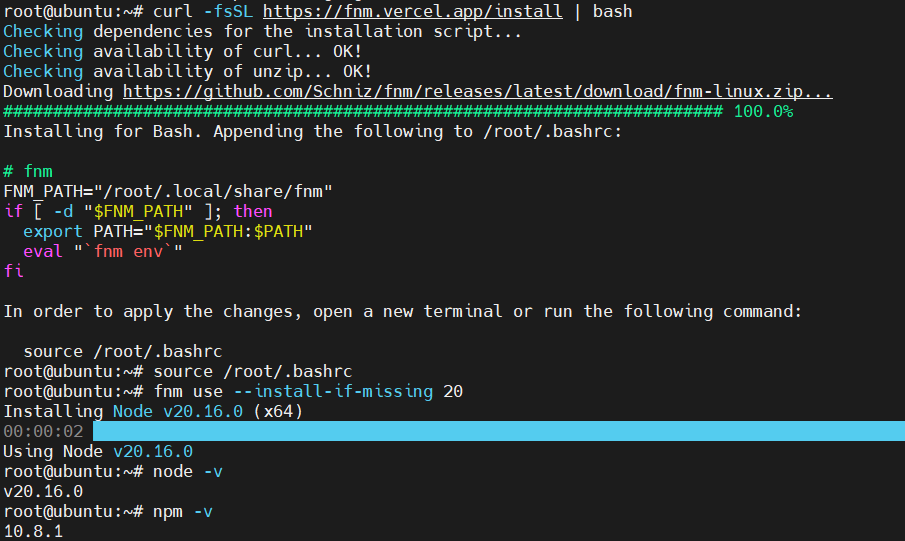 root@ubuntu:~# curl -fsSL https://fnm.vercel.app/install | bash
Checking dependencies for the installation script...
Checking availability of curl... OK!
Checking availability of unzip... OK!
Downloading https://github.com/Schniz/fnm/releases/latest/download/fnm-linux.zip...
######################################################################## 100.0%
Installing for Bash. Appending the following to /root/.bashrc:

# fnm
FNM_PATH="/root/.local/share/fnm"
if [ -d "$FNM_PATH" ]; then
  export PATH="$FNM_PATH:$PATH"
  eval "`fnm env`"
fi

In order to apply the changes, open a new terminal or run the following command:

  source /root/.bashrc
root@ubuntu:~# source /root/.bashrc
root@ubuntu:~# fnm use --install-if-missing 20
Installing Node v20.16.0 (x64)
00:00:02
Using Node v20.16.0
root@ubuntu:~# node -v
v20.16.0
root@ubuntu:~# npm -v
10.8.1